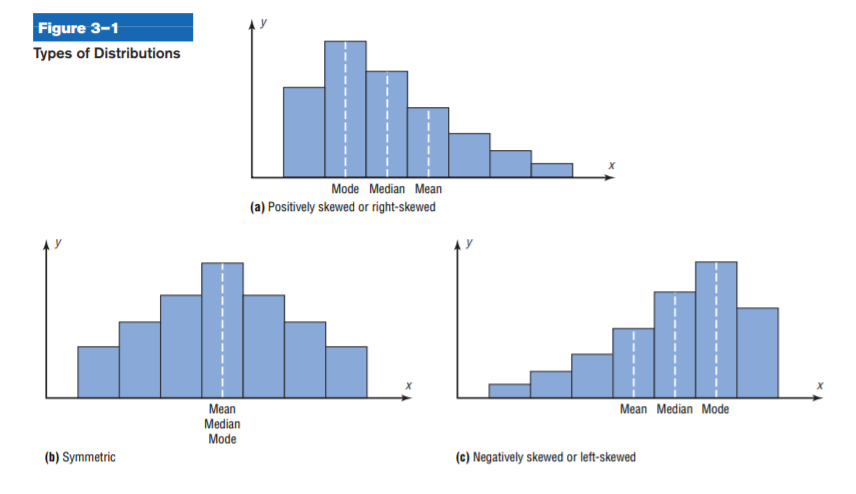 Figure 3–1
Types of Distributions
y
x
Mode Median Mean
(a) Positively skewed or right-skewed
y
x
Mean
Median
Mode
(b) Symmetric
y
x
Mean Median Mode
(c) Negatively skewed or left-skewed